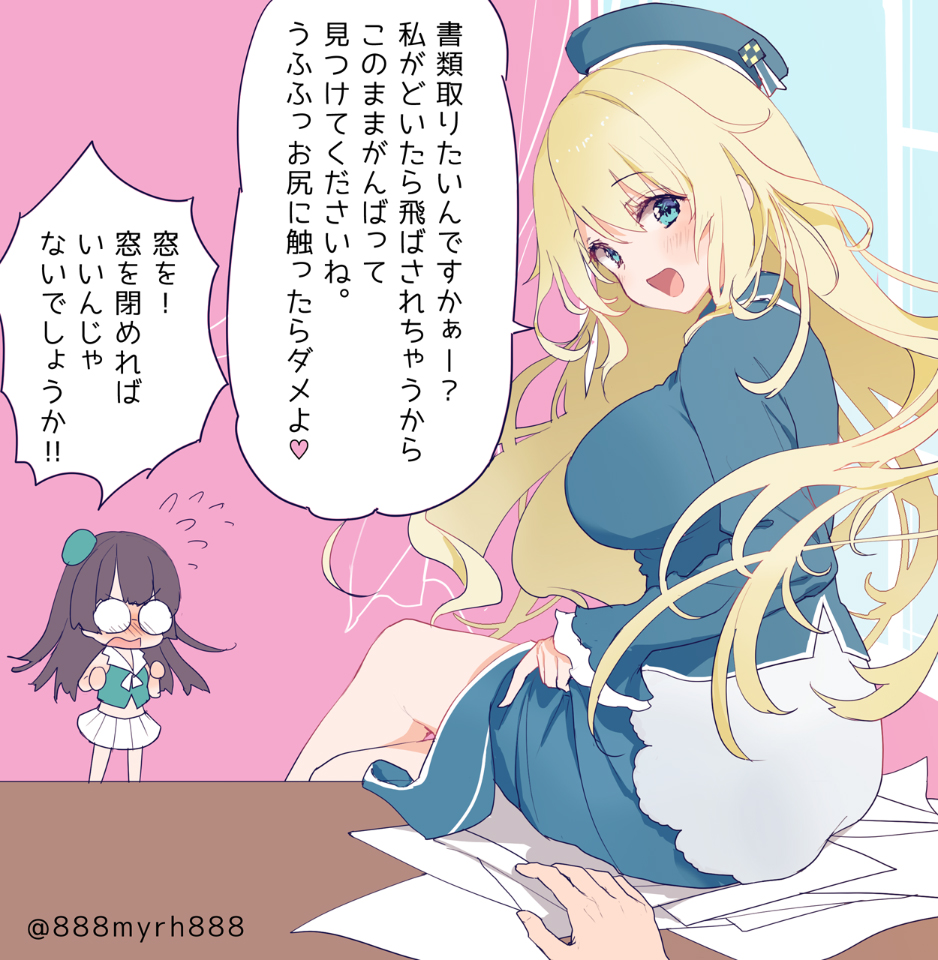 書類取りたいんですかぁー?
私がどいたら飛ばされちゃうから
このままがんばって
見つけてくださいね。
うふふっお尻に触ったらダメよ♥
窓を!
窓を閉めれば
いいんじゃ
ないでしょうか!!
@888myrh888